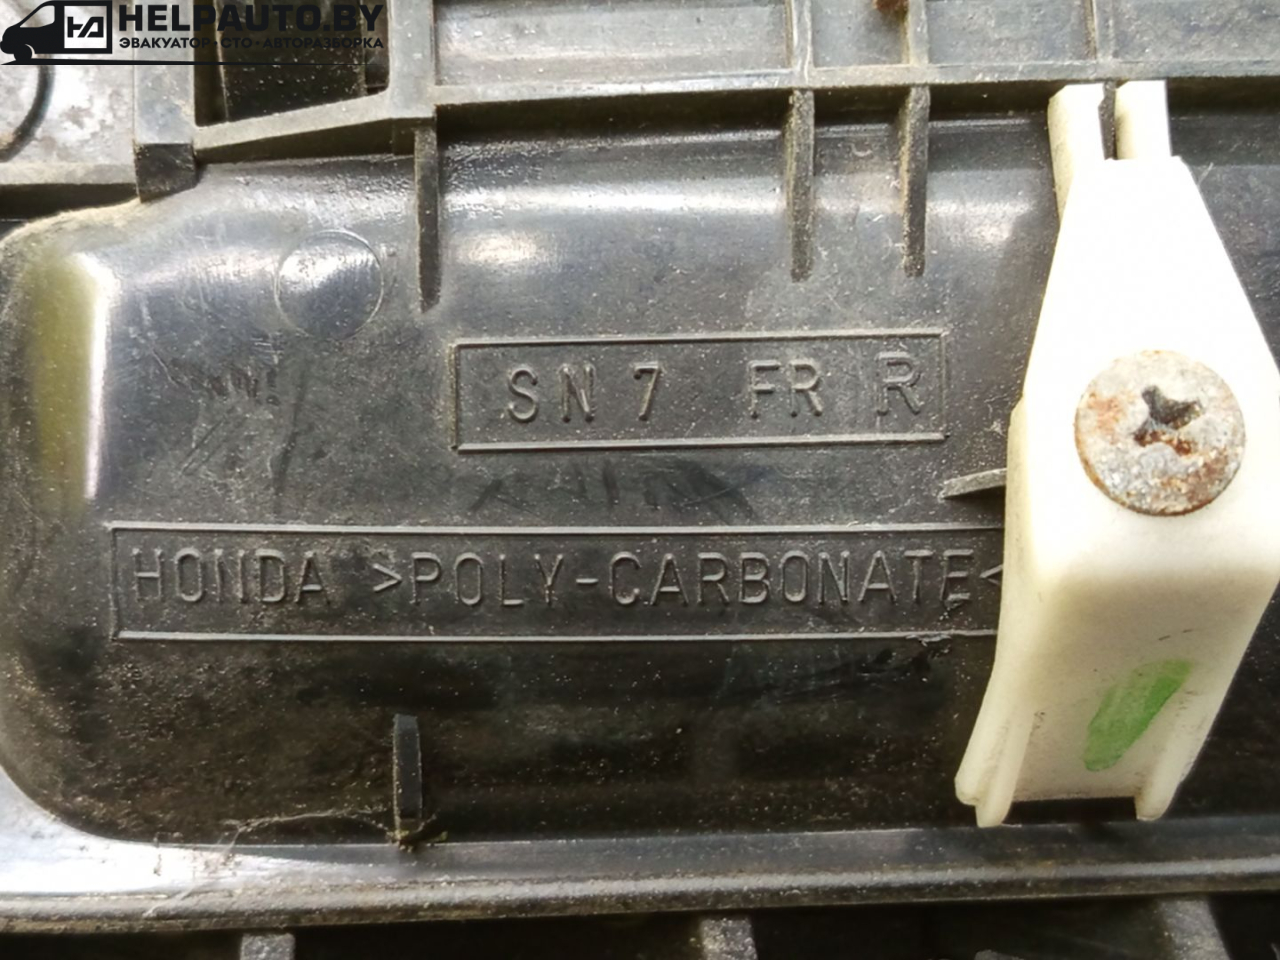 HELPAUTO.BY
ЭВАКУАТОР · СТО · АВТОРАЗБОРКА
SN7 FR R
HONDA >POLY-CARBONATE<